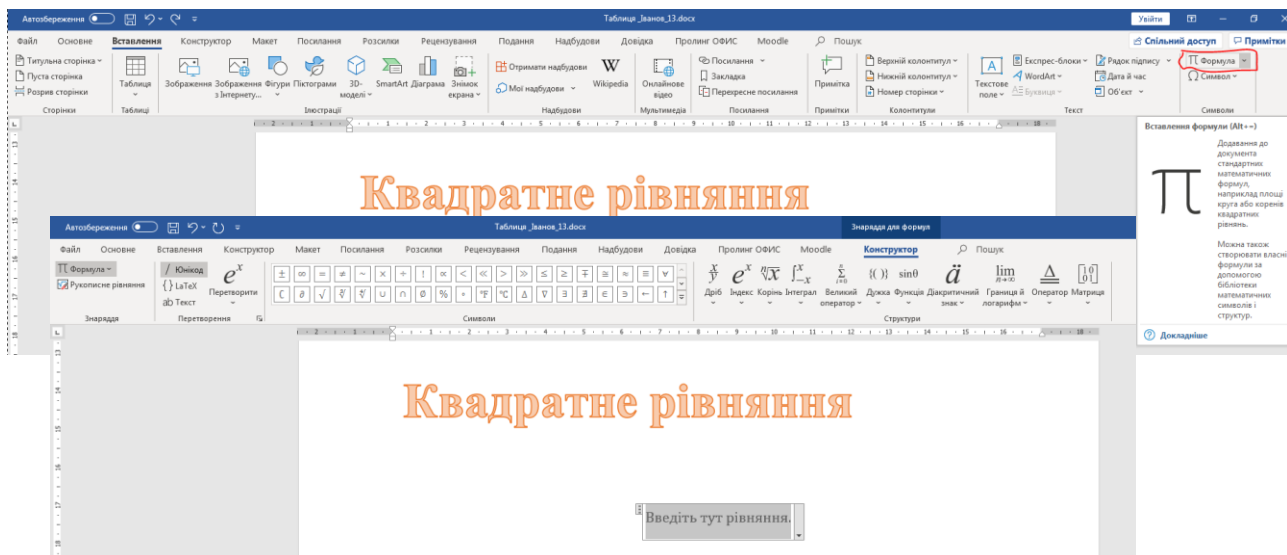 Автозбереження
Таблиця _Іванов_13.docx
Увійти
Файл Основне Вставлення Конструктор Макет Посилання Розсилки Рецензування Подання Надбудови Довідка Пролинг ОФИС Moodle Пошук Спільний доступ Примітки
Титульна сторінка
Пуста сторінка
Розрив сторінки
Сторінки
Таблиця
Таблиці
Зображення Зображення з Інтернету... Фігури Піктограми 3D-моделі SmartArt Діаграма Знімок екрана
Ілюстрації
Отримати надбудови
Мої надбудови
W
Wikipedia
Надбудови
Онлайнове відео
Мультимедіа
Посилання
Закладка
Перехресне посилання
Посилання
Примітка
Примітки
Верхній колонтитул
Нижній колонтитул
Номер сторінки
Колонтитули
Текстове поле
Експрес-блоки
WordArt
Буквиця
Рядок підпису
Дата й час
Об'єкт
Текст
π Формула
Ω Символ
Символи
Вставлення формули (Alt+=)
π
Додавання до
документа
стандартних
математичних
формул,
наприклад площі
круга або коренів
квадратних
рівнянь.
Можна також
створювати власні
формули за
допомогою
бібліотеки
математичних
символів і
структур.
Докладніше
Квадратне рівняння
Автозбереження
Таблиця _Іванов_13.docx
Знаряддя для формул
Файл Основне Вставлення Конструктор Макет Посилання Розсилки Рецензування Подання Надбудови Довідка Пролинг ОФИС Moodle Конструктор Пошук
π Формула
Рукописне рівняння
Знаряддя
Юнікод
{} LaTeX
ab Текст
Перетворити
Перетворення
± ∞ = ≠ ~ × ÷ ! ∝ < ≪ > ≫ ≤ ≥ ∓ ≅ ≈ ≡ ∀
∁ ∂ √ ∛ ∜ ∪ ∩ ∅ % ° °F °C ∆ ∇ ∃ ∄ ∈ ∋ ← ↑
Символи
Дріб Індекс Корінь Інтеграл Великий оператор Дужка Функція Діакритичний знак Границя й логарифм Оператор Матриця
Структури
Квадратне рівняння
Введіть тут рівняння.